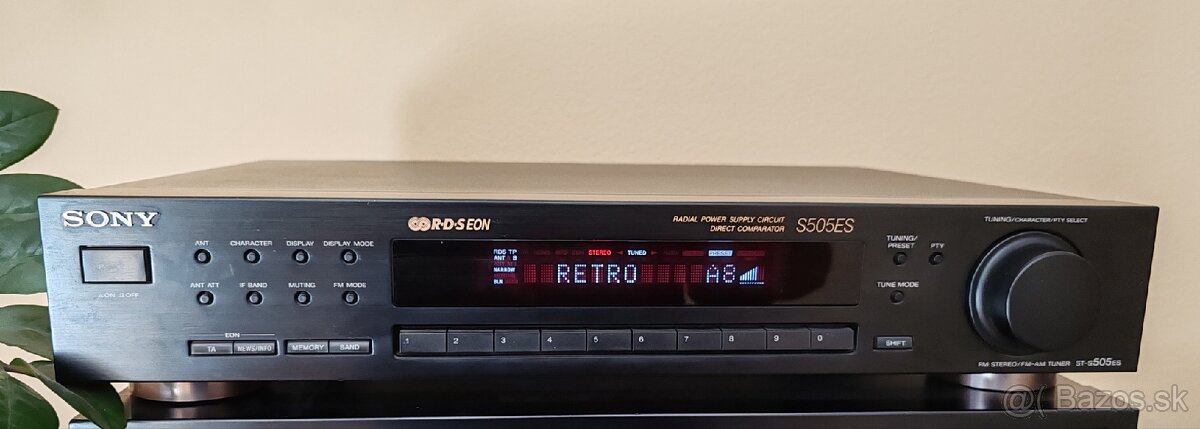 SONY
R·D·S EON
RADIAL POWER SUPPLY CIRCUIT
DIRECT COMPARATOR
S505ES
TUNING/CHARACTER/PTY SELECT
ANT CHARACTER DISPLAY DISPLAY MODE
ANT ATT IF BAND MUTING FM MODE
ON OFF
EON
TA NEWS/INFO MEMORY BAND
RDS TP
ANT B
STEREO TUNED
NARROW
RETRO A8
1 2 3 4 5 6 7 8 9 0
TUNING/
PRESET
PTY
TUNE MODE
SHIFT
FM STEREO/FM-AM TUNER ST-S505ES
@( Bazos.sk